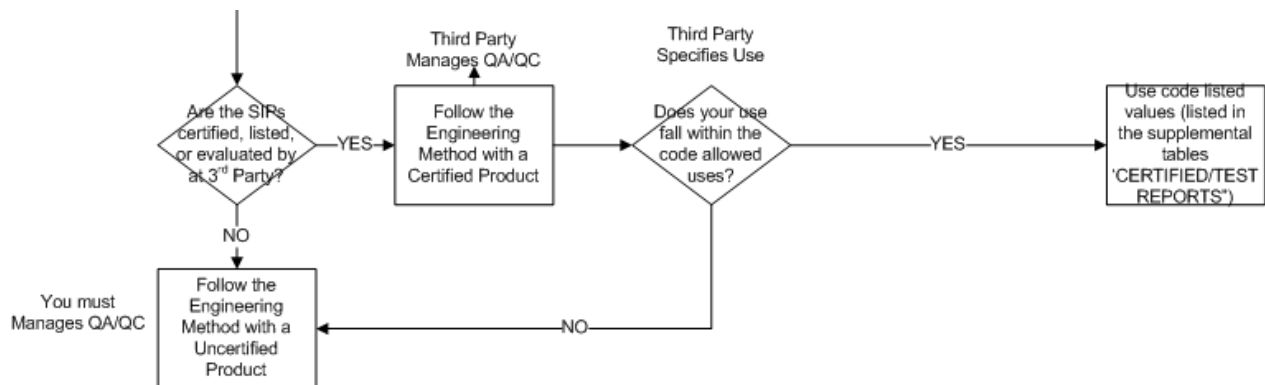 Third Party
Manages QA/QC
Third Party
Specifies Use
Are the SIPs
certified, listed,
or evaluated by
at 3rd Party?
YES
Follow the
Engineering
Method with a
Certified Product
Does your use
fall within the
code allowed
uses?
YES
Use code listed
values (listed in
the supplemental
tables
'CERTIFIED/TEST
REPORTS")
NO
You must
Manages QA/QC
Follow the
Engineering
Method with a
Uncertified
Product
NO